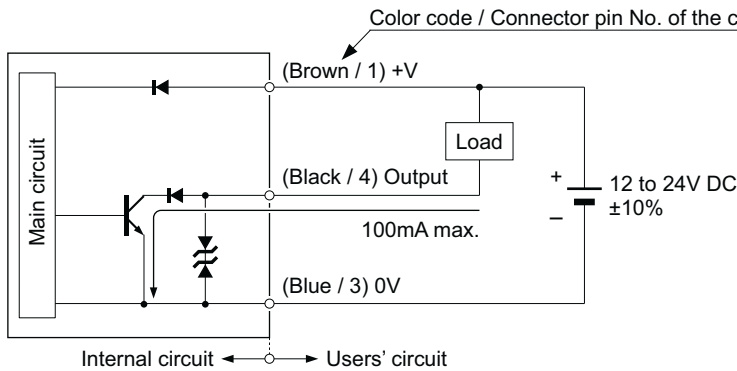 Color code / Connector pin No. of the c
(Brown / 1) +V
Load
Main circuit
(Black / 4) Output
+
12 to 24V DC
−
±10%
100mA max.
(Blue / 3) 0V
Internal circuit
Users' circuit